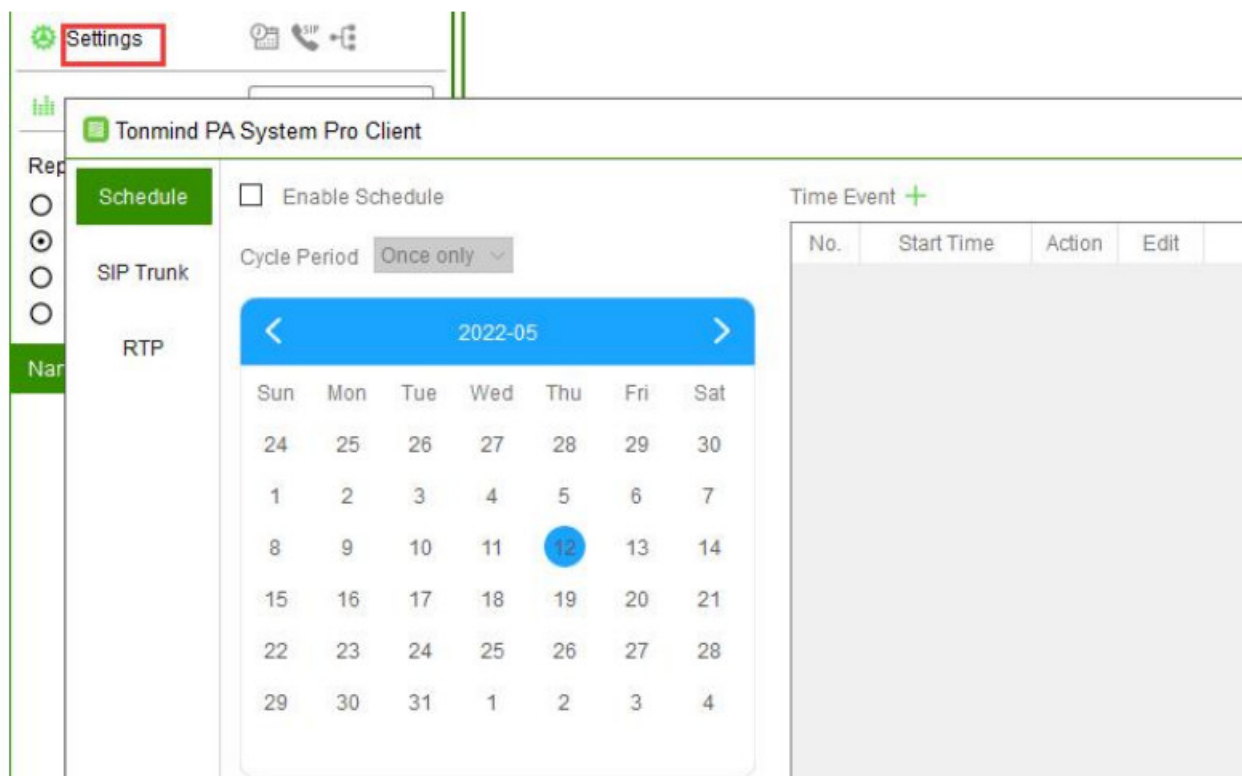 Settings
SIP
Tonmind PA System Pro Client
Rep
Schedule
Enable Schedule
Time Event +
Cycle Period Once only
No. Start Time Action Edit
SIP Trunk
RTP
Nar
2022-05
Sun Mon Tue Wed Thu Fri Sat
24 25 26 27 28 29 30
1 2 3 4 5 6 7
8 9 10 11 12 13 14
15 16 17 18 19 20 21
22 23 24 25 26 27 28
29 30 31 1 2 3 4